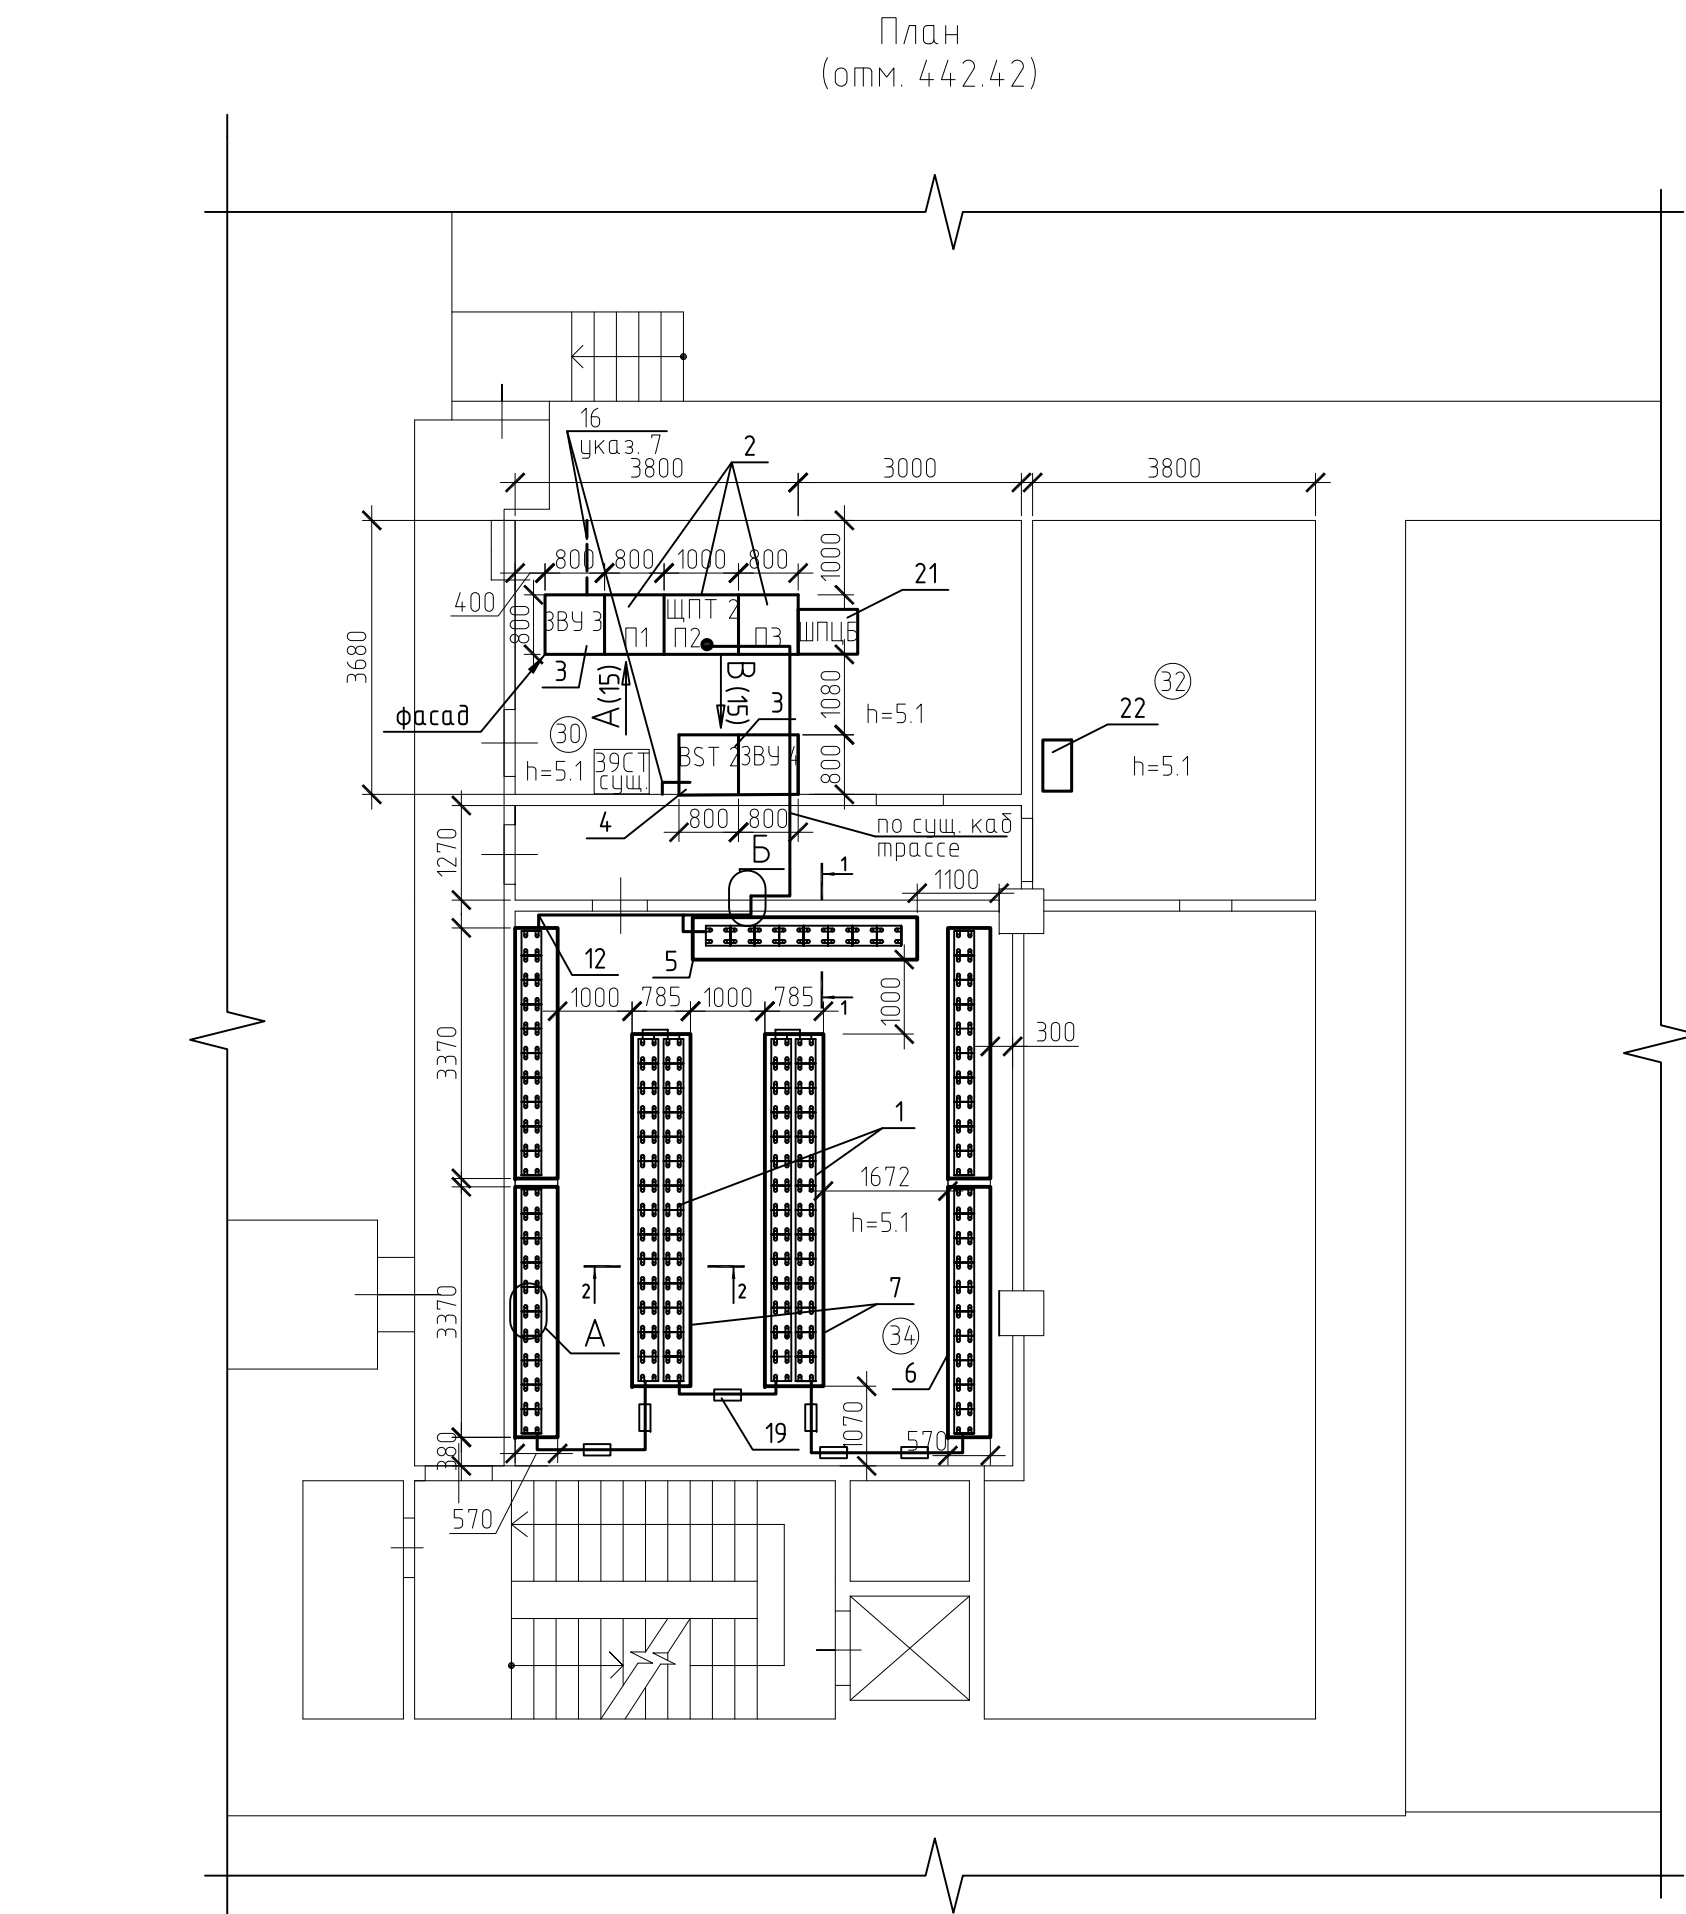 План
(отм. 442.42)
16
указ. 7
2
3800
3000
3800
800
800
1000
800
1000
21
400
800
ЗВУ 3
П1
ЩПТ 2
П2
П3
ШПЦБ
3680
3
А(15)
В(15)
1080
32
фасад
30
3
h=5.1
22
h=5.1
39СТ
сущ.
BST 2
ЗВУ 4
800
h=5.1
4
800
800
по сущ. каб
трассе
1270
Б
1
1100
12
5
1000
785
1000
785
1
1000
300
3370
1
1672
h=5.1
2
2
7
3370
А
34
6
19
1070
570
380
570